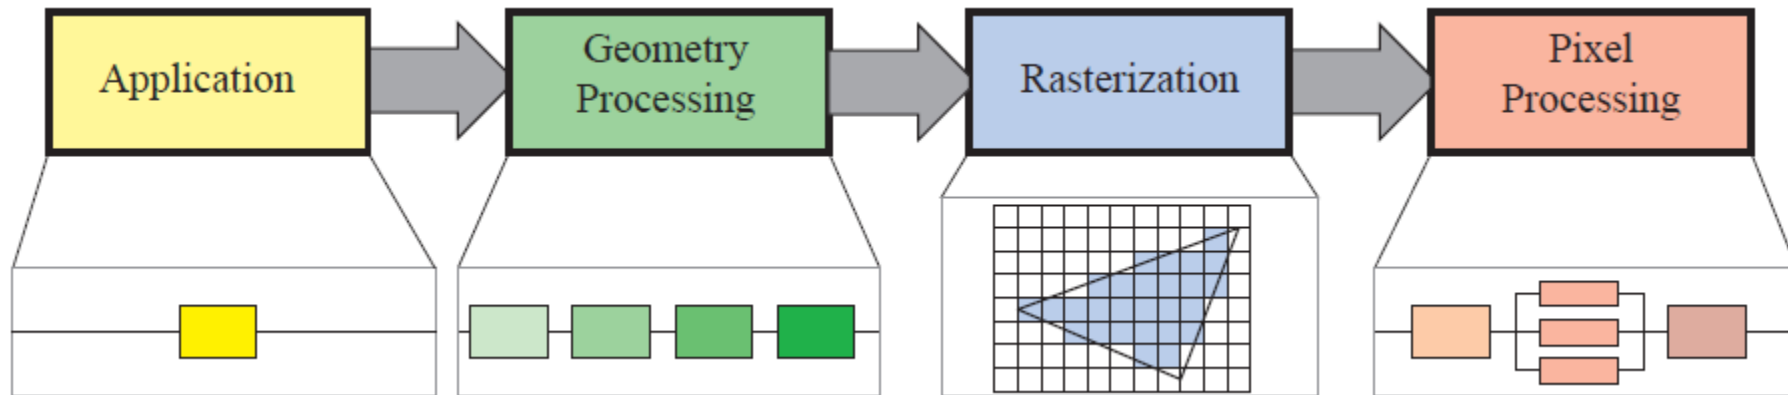 Application
Geometry
Processing
Rasterization
Pixel
Processing